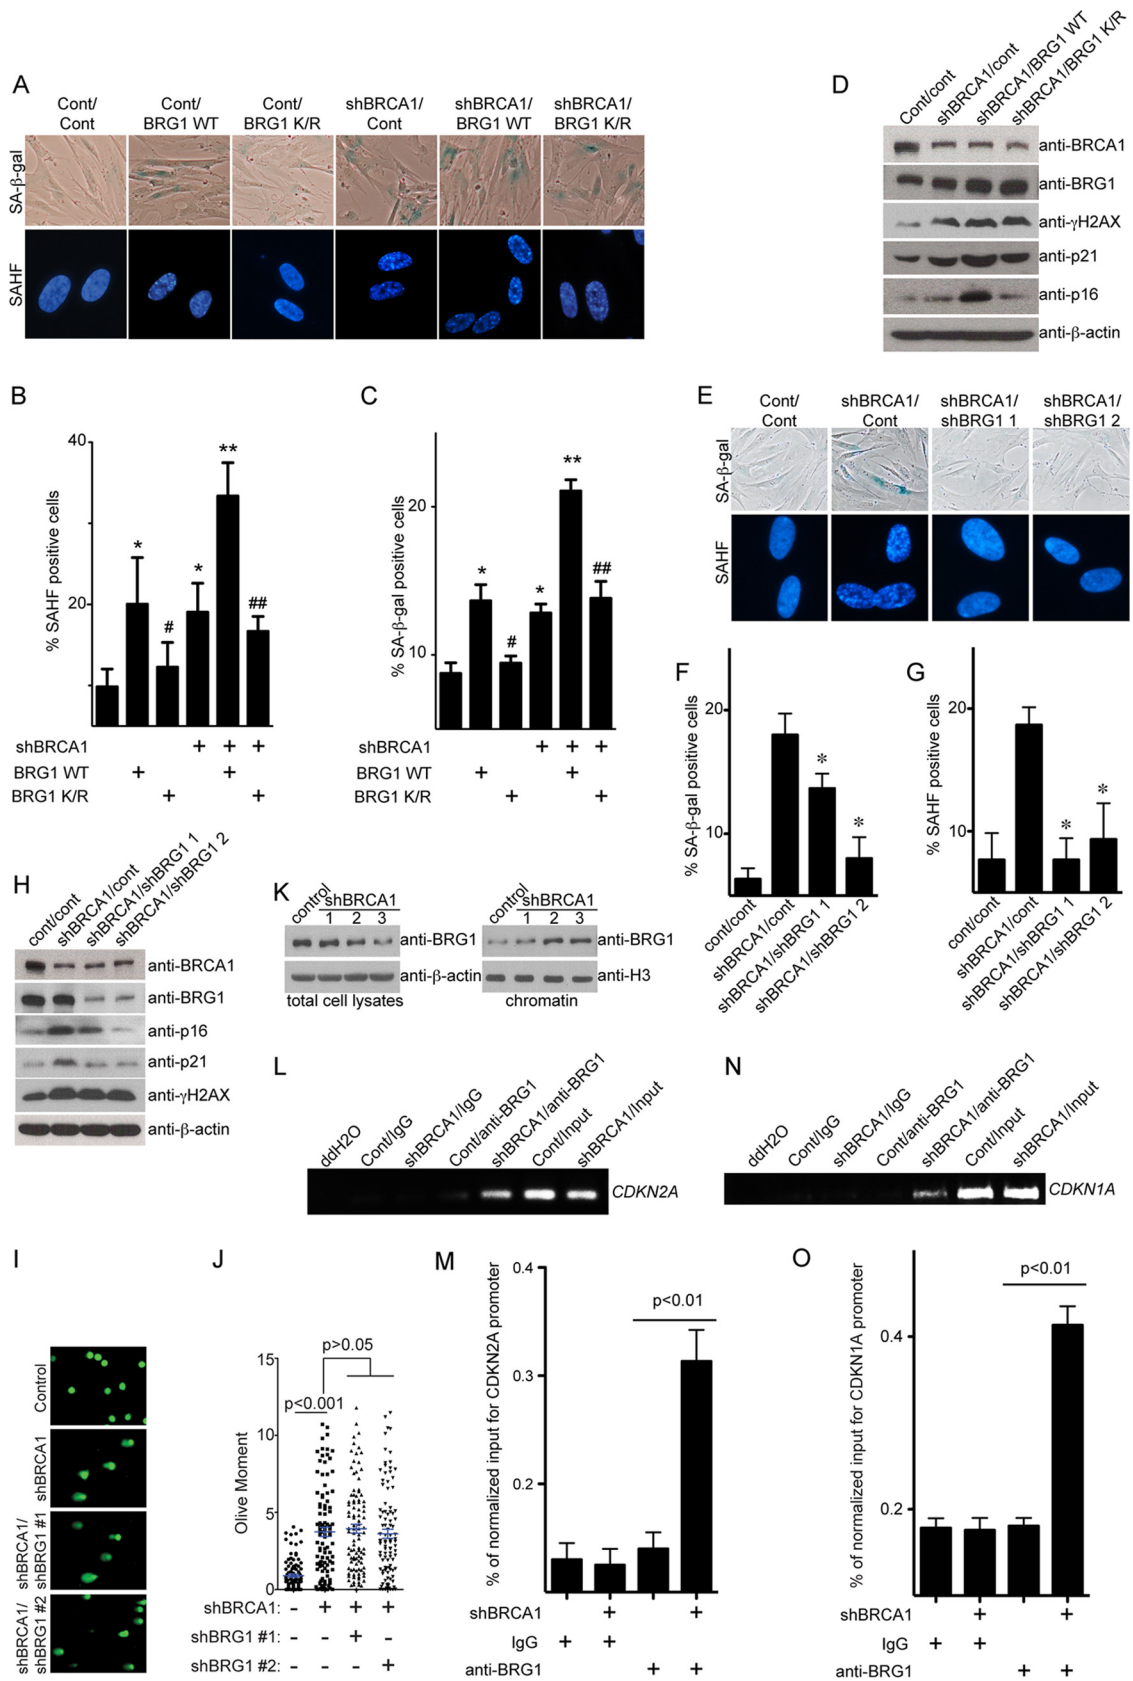 A
Cont/ Cont/ Cont/ shBRCA1/ shBRCA1/ shBRCA1/
Cont BRG1 WT BRG1 K/R Cont BRG1 WT BRG1 K/R
SA-β-gal
SAHF
D
Cont/cont
shBRCA1/cont
shBRCA1/BRG1 WT
shBRCA1/BRG1 K/R
anti-BRCA1
anti-BRG1
anti-γH2AX
anti-p21
anti-p16
anti-β-actin
B
% SAHF positive cells
40
20
*
#
*
**
##
shBRCA1 + + +
BRG1 WT + +
BRG1 K/R + +
C
% SA-β-gal positive cells
20
10
*
#
*
**
##
shBRCA1 + + +
BRG1 WT + +
BRG1 K/R + +
E
Cont/ shBRCA1/ shBRCA1/ shBRCA1/
Cont Cont shBRG1 1 shBRG1 2
SA-β-gal
SAHF
F
% SA-β-gal positive cells
20
10
*
*
cont/cont
shBRCA1/cont
shBRCA1/shBRG1 1
shBRCA1/shBRG1 2
G
% SAHF positive cells
20
10
*
*
cont/cont
shBRCA1/cont
shBRCA1/shBRG1 1
shBRCA1/shBRG1 2
H
cont/cont
shBRCA1/cont
shBRCA1/shBRG1 1
shBRCA1/shBRG1 2
anti-BRCA1
anti-BRG1
anti-p16
anti-p21
anti-γH2AX
anti-β-actin
K
control
shBRCA1
1 2 3
anti-BRG1
anti-β-actin
total cell lysates
control
shBRCA1
1 2 3
anti-BRG1
anti-H3
chromatin
L
ddH2O
Cont/IgG
shBRCA1/IgG
Cont/anti-BRG1
shBRCA1/anti-BRG1
Cont/Input
shBRCA1/Input
CDKN2A
N
ddH2O
Cont/IgG
shBRCA1/IgG
Cont/anti-BRG1
shBRCA1/anti-BRG1
Cont/Input
shBRCA1/Input
CDKN1A
I
Control
shBRCA1
shBRCA1/
shBRG1 #1
shBRCA1/
shBRG1 #2
J
Olive Moment
15
10
5
0
p>0.05
p<0.001
shBRCA1: - + + +
shBRG1 #1: - - + -
shBRG1 #2: - - - +
M
% of normalized input for CDKN2A promoter
0.4
0.3
0.2
p<0.01
shBRCA1 + +
IgG + +
anti-BRG1 + +
O
% of normalized input for CDKN1A promoter
0.4
0.2
p<0.01
shBRCA1 + +
IgG + +
anti-BRG1 + +